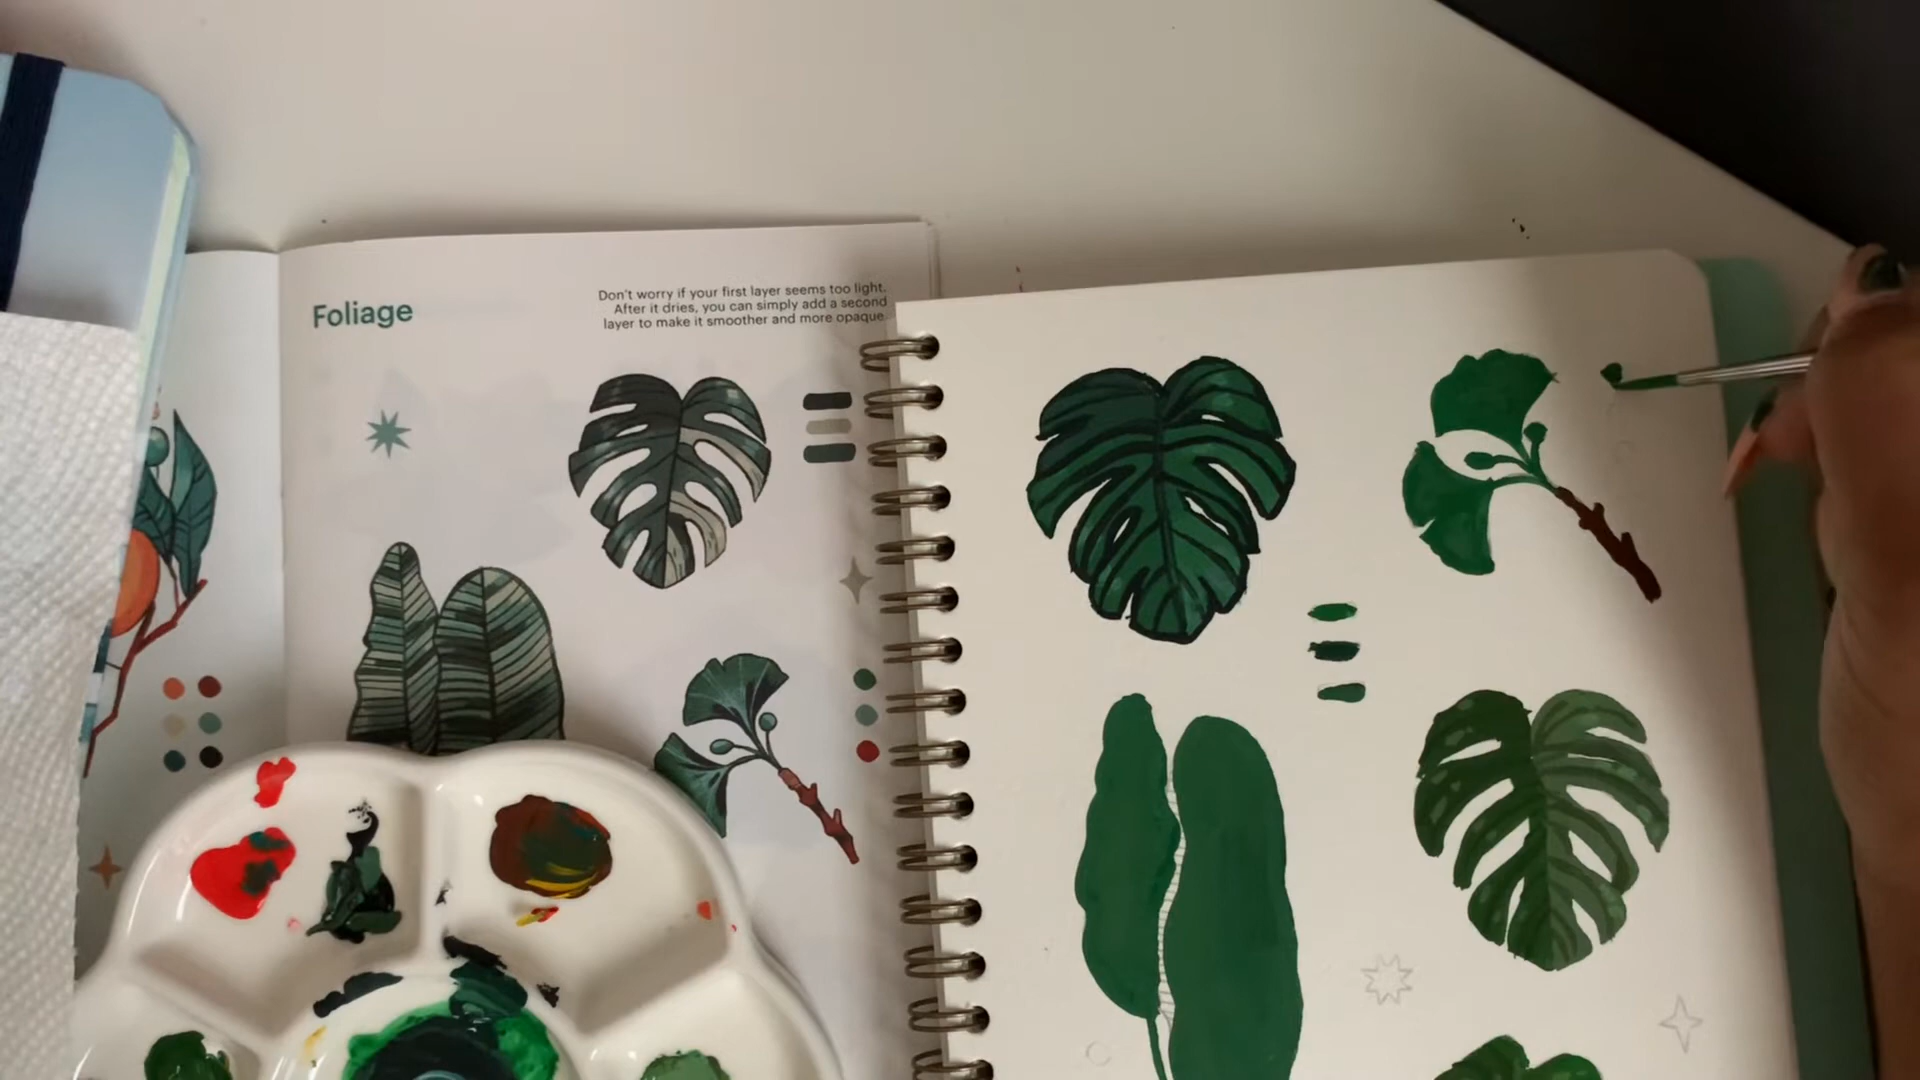 Foliage
Don't worry if your first layer seems too light.
After it dries, you can simply add a second
layer to make it smoother and more opaque.